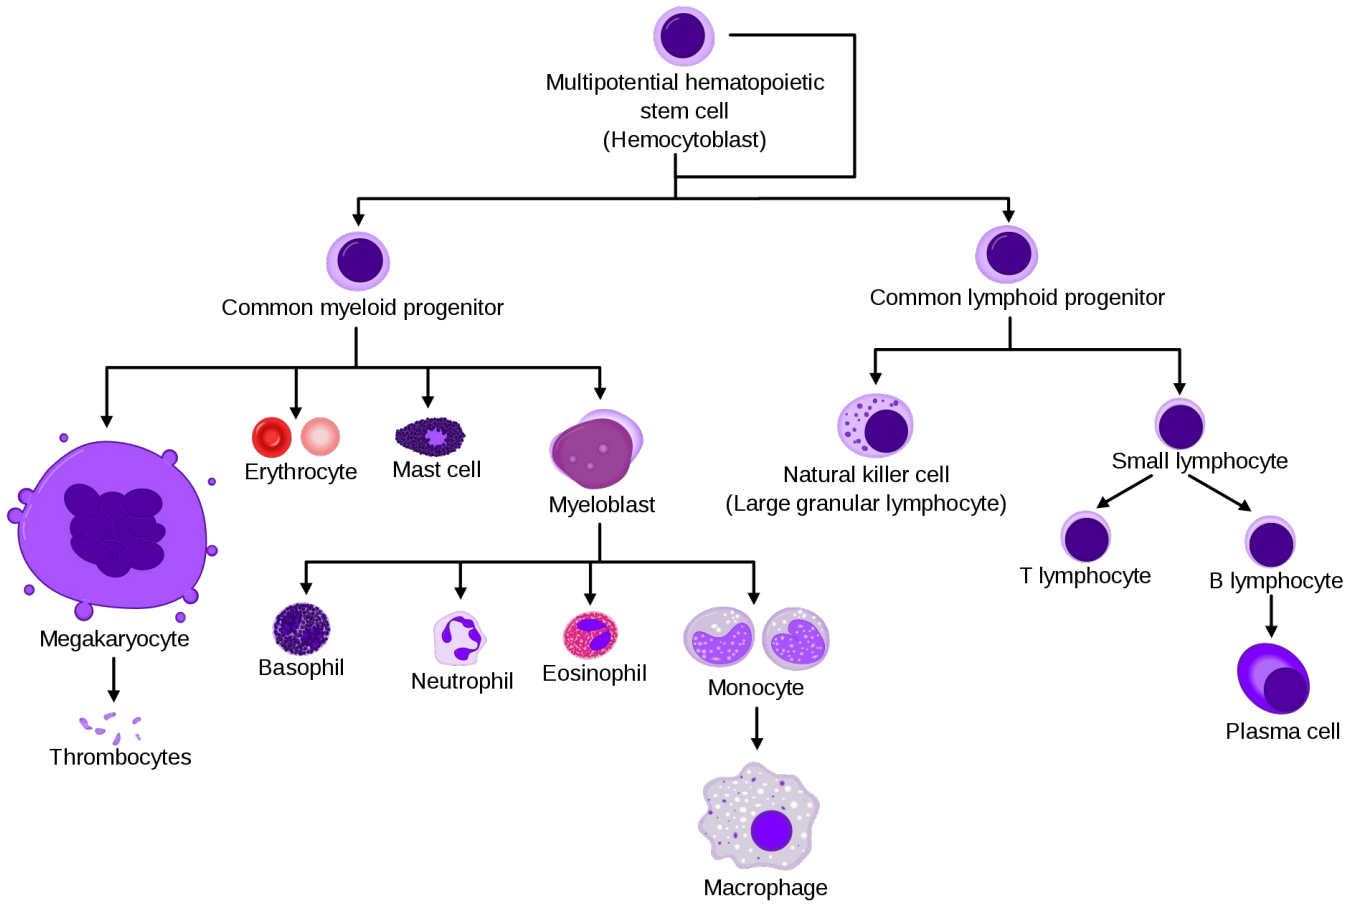 Multipotential hematopoietic
stem cell
(Hemocytoblast)
Common myeloid progenitor
Common lymphoid progenitor
Erythrocyte
Mast cell
Myeloblast
Natural killer cell
(Large granular lymphocyte)
Small lymphocyte
T lymphocyte
B lymphocyte
Megakaryocyte
Basophil
Neutrophil
Eosinophil
Monocyte
Plasma cell
Thrombocytes
Macrophage